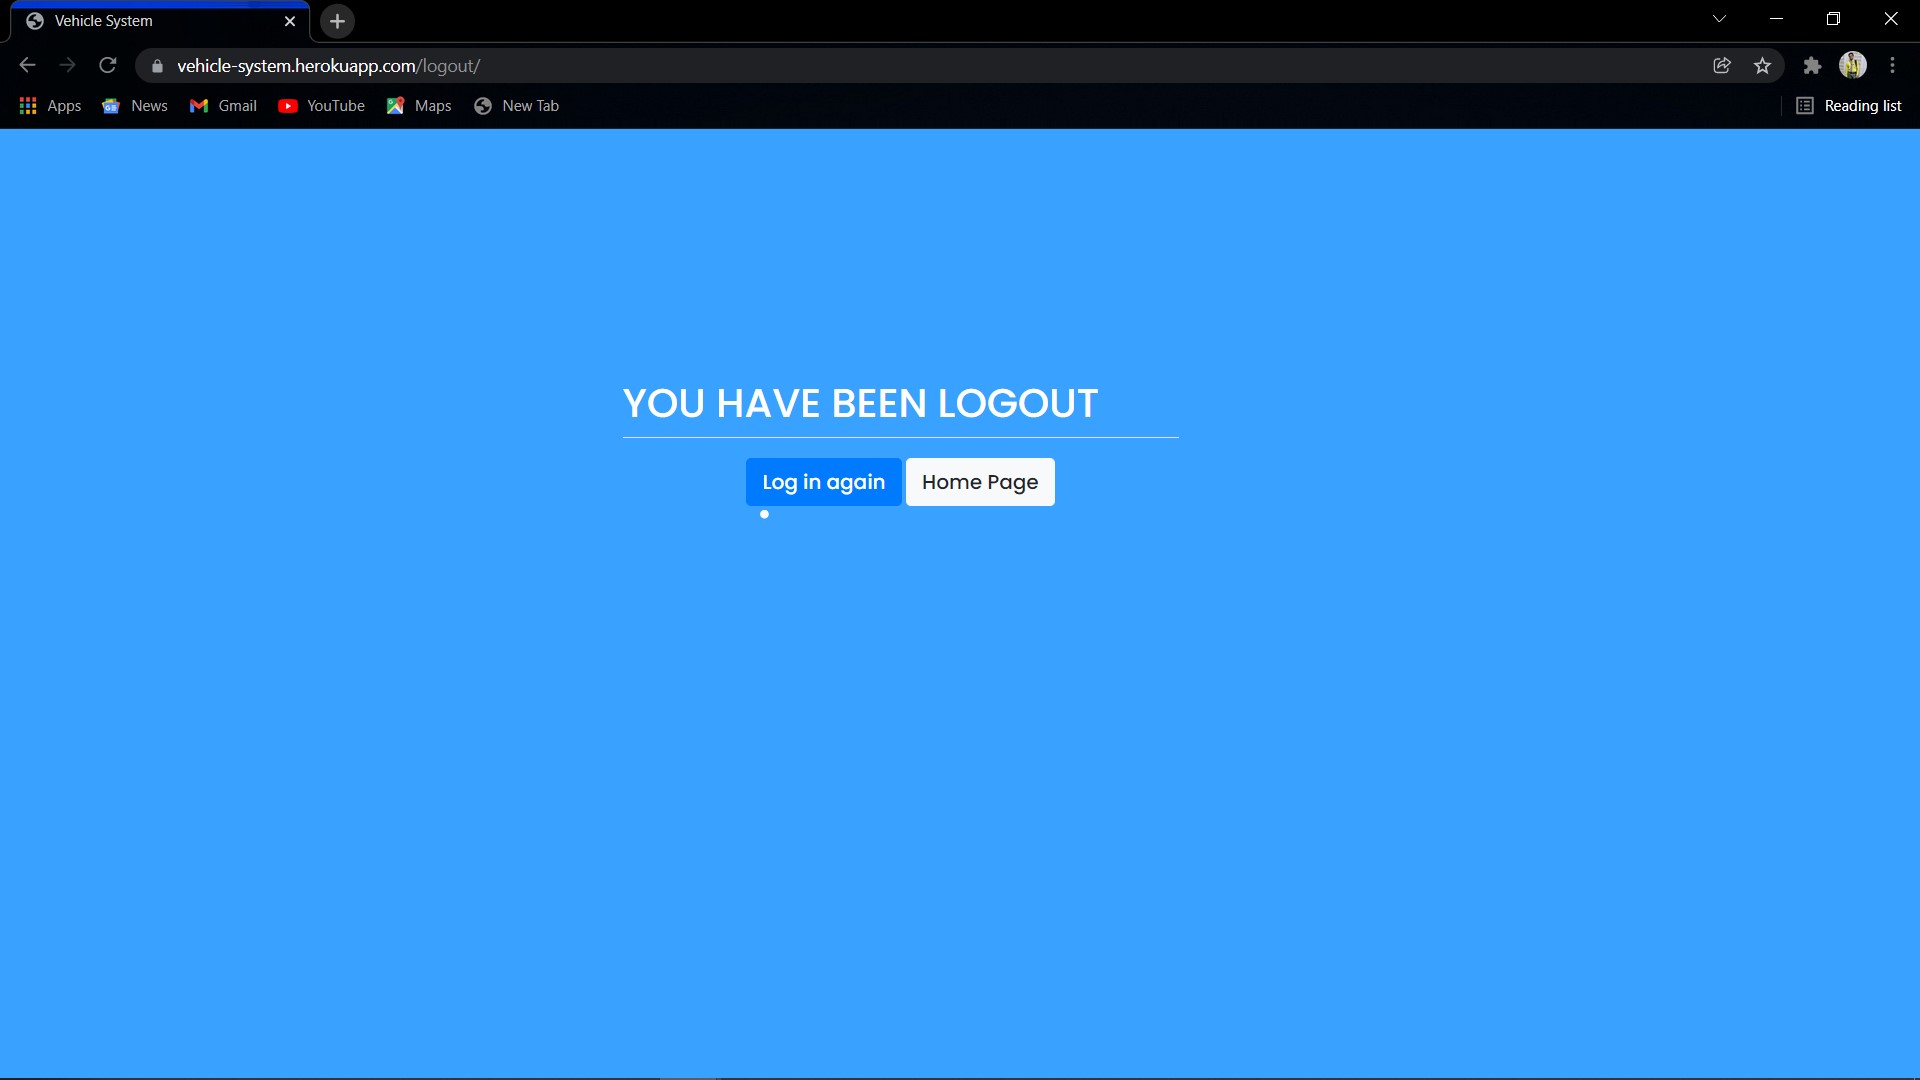 Vehicle System
vehicle-system.herokuapp.com/logout/
Apps News Gmail YouTube Maps New Tab Reading list
YOU HAVE BEEN LOGOUT
Log in again Home Page